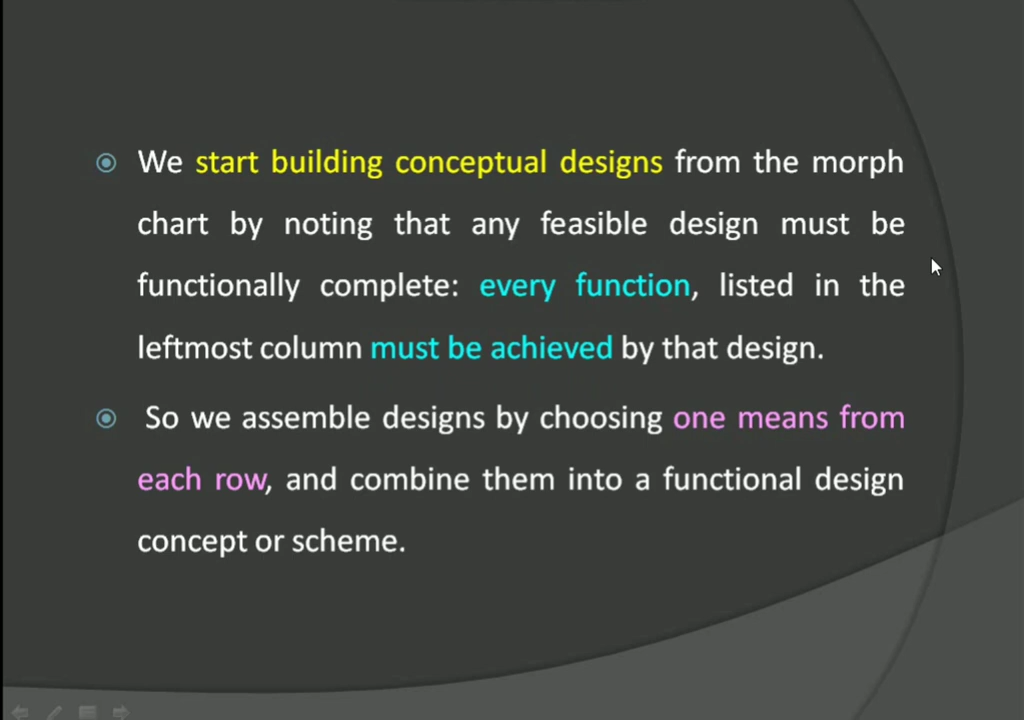 We start building conceptual designs from the morph
chart by noting that any feasible design must be
functionally complete: every function, listed in the
leftmost column must be achieved by that design.
So we assemble designs by choosing one means from
each row, and combine them into a functional design
concept or scheme.